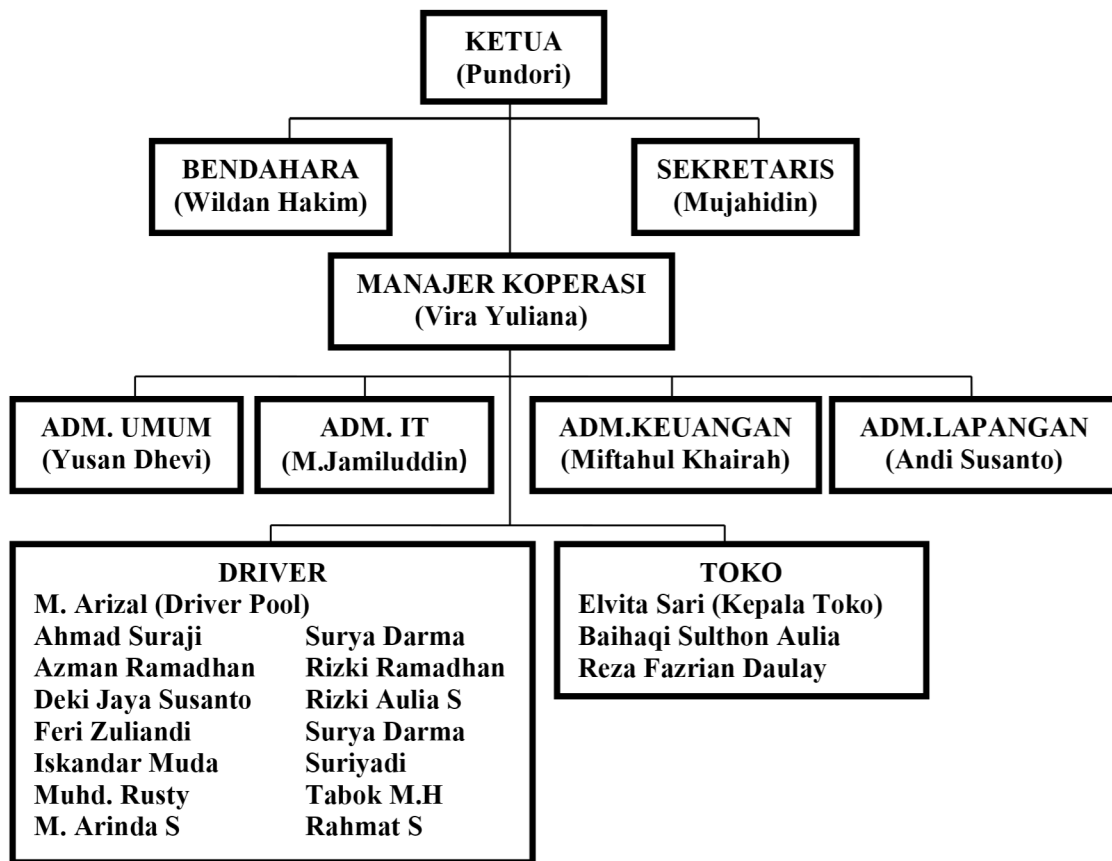 KETUA
(Pundori)
BENDAHARA
(Wildan Hakim)
SEKRETARIS
(Mujahidin)
MANAJER KOPERASI
(Vira Yuliana)
ADM. UMUM
(Yusan Dhevi)
ADM. IT
(M.Jamiluddin)
ADM.KEUANGAN
(Miftahul Khairah)
ADM.LAPANGAN
(Andi Susanto)
DRIVER
M. Arizal (Driver Pool)
Ahmad Suraji
Azman Ramadhan
Deki Jaya Susanto
Feri Zuliandi
Iskandar Muda
Muhd. Rusty
M. Arinda S
Surya Darma
Rizki Ramadhan
Rizki Aulia S
Surya Darma
Suriyadi
Tabok M.H
Rahmat S
TOKO
Elvita Sari (Kepala Toko)
Baihaqi Sulthon Aulia
Reza Fazrian Daulay